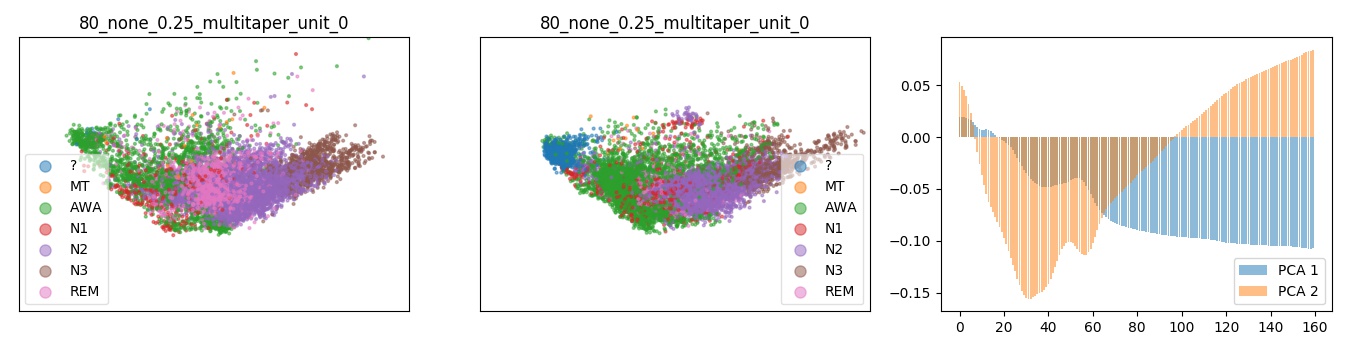 80_none_0.25_multitaper_unit_0
?
MT
AWA
N1
N2
N3
REM
80_none_0.25_multitaper_unit_0
?
MT
AWA
N1
N2
N3
REM
0.05
0.00
−0.05
−0.10
−0.15
0 20 40 60 80 100 120 140 160
PCA 1
PCA 2